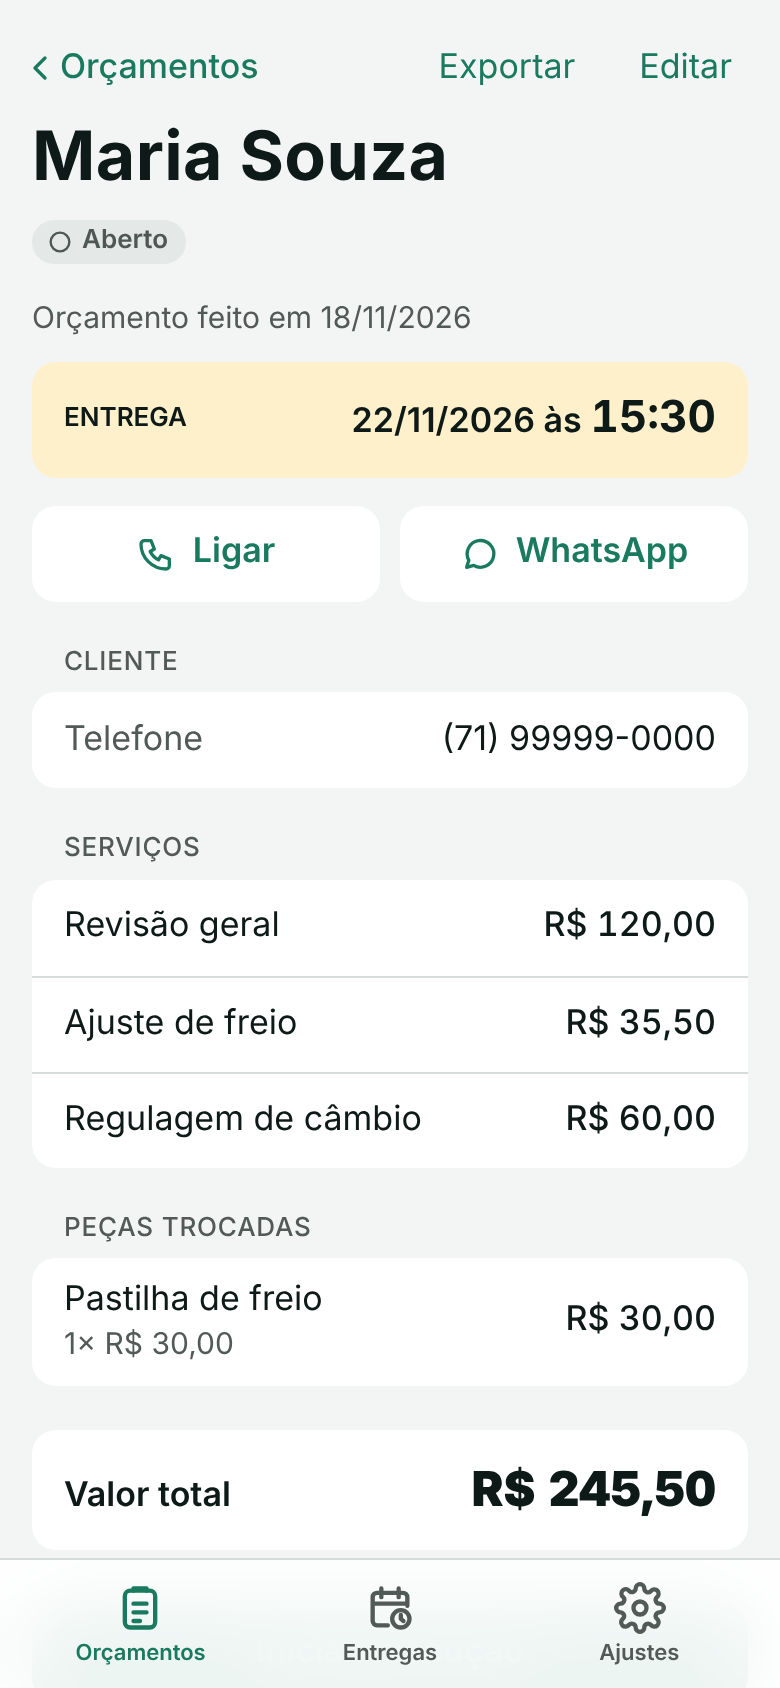 Orçamentos Exportar Editar
Maria Souza
Aberto
Orçamento feito em 18/11/2026
ENTREGA 22/11/2026 às 15:30
Ligar WhatsApp
CLIENTE
Telefone (71) 99999-0000
SERVIÇOS
Revisão geral R$ 120,00
Ajuste de freio R$ 35,50
Regulagem de câmbio R$ 60,00
PEÇAS TROCADAS
Pastilha de freio R$ 30,00
1× R$ 30,00
Valor total R$ 245,50
Orçamentos Entregas Ajustes